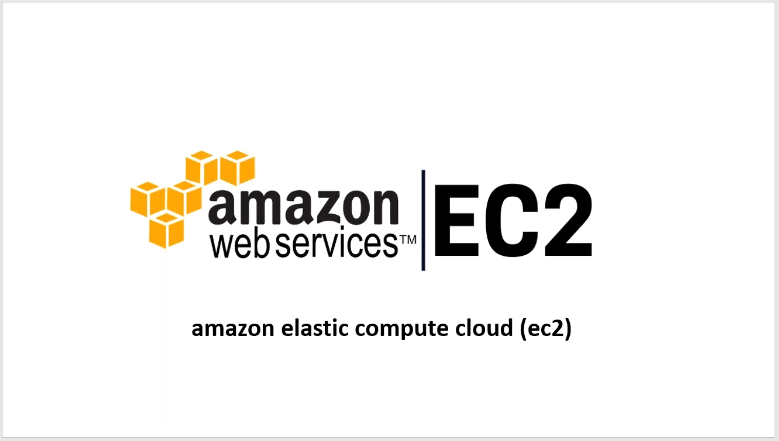 amazon
web services™
EC2
amazon elastic compute cloud (ec2)